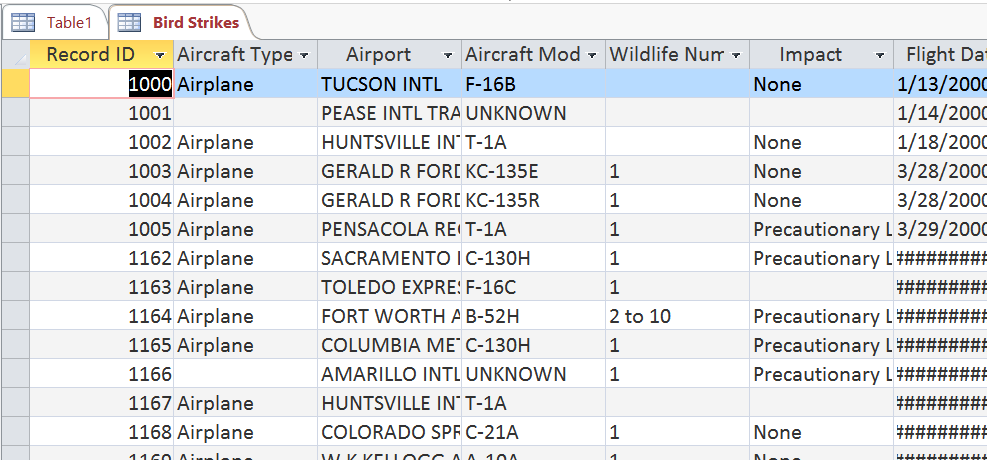 Table1 Bird Strikes
Record ID Aircraft Type Airport Aircraft Mod Wildlife Num Impact Flight Dat
1000 Airplane TUCSON INTL F-16B None 1/13/2000
1001 PEASE INTL TRA UNKNOWN 1/14/2000
1002 Airplane HUNTSVILLE INT T-1A None 1/18/2000
1003 Airplane GERALD R FORD KC-135E 1 None 3/28/2000
1004 Airplane GERALD R FORD KC-135R 1 None 3/28/2000
1005 Airplane PENSACOLA REG T-1A 1 Precautionary L 3/29/2000
1162 Airplane SACRAMENTO I C-130H 1 Precautionary L ##########
1163 Airplane TOLEDO EXPRES F-16C 1 ##########
1164 Airplane FORT WORTH A B-52H 2 to 10 Precautionary L ##########
1165 Airplane COLUMBIA MET C-130H 1 Precautionary L ##########
1166 AMARILLO INTL UNKNOWN 1 Precautionary L ##########
1167 Airplane HUNTSVILLE INT T-1A ##########
1168 Airplane COLORADO SPR C-21A 1 None ##########
1169 Airplane W K KELLOGG A A-10A 1 None ##########